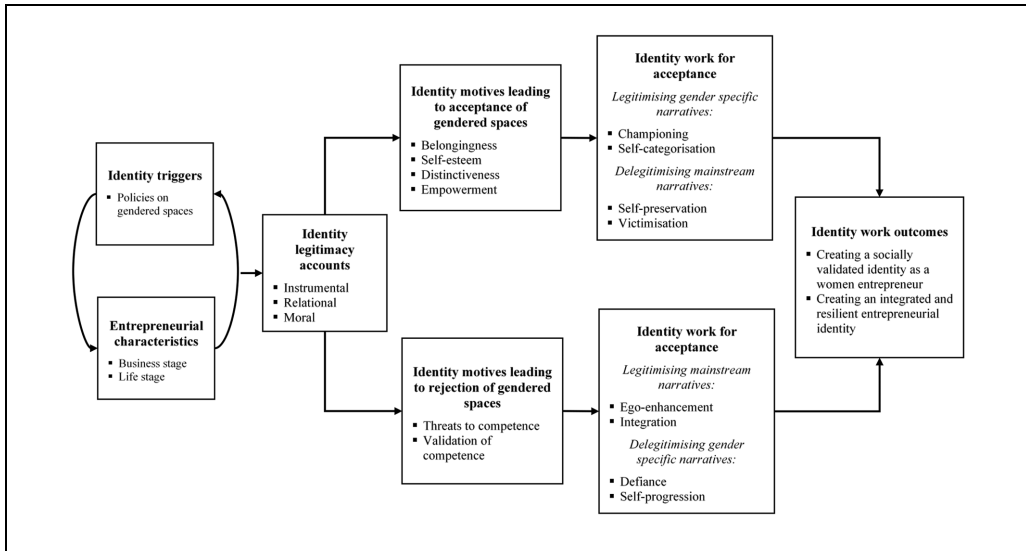 Identity triggers
▪ Policies on
gendered spaces
Entrepreneurial
characteristics
▪ Business stage
▪ Life stage
Identity
legitimacy
accounts
▪ Instrumental
▪ Relational
▪ Moral
Identity motives leading
to acceptance of
gendered spaces
▪ Belongingness
▪ Self-esteem
▪ Distinctiveness
▪ Empowerment
Identity work for
acceptance
Legitimising gender specific
narratives:
▪ Championing
▪ Self-categorisation
Delegitimising mainstream
narratives:
▪ Self-preservation
▪ Victimisation
Identity motives leading
to rejection of gendered
spaces
▪ Threats to competence
▪ Validation of
competence
Identity work for
acceptance
Legitimising mainstream
narratives:
▪ Ego-enhancement
▪ Integration
Delegitimising gender
specific narratives:
▪ Defiance
▪ Self-progression
Identity work outcomes
▪ Creating a socially
validated identity as a
women entrepreneur
▪ Creating an integrated and
resilient entrepreneurial
identity